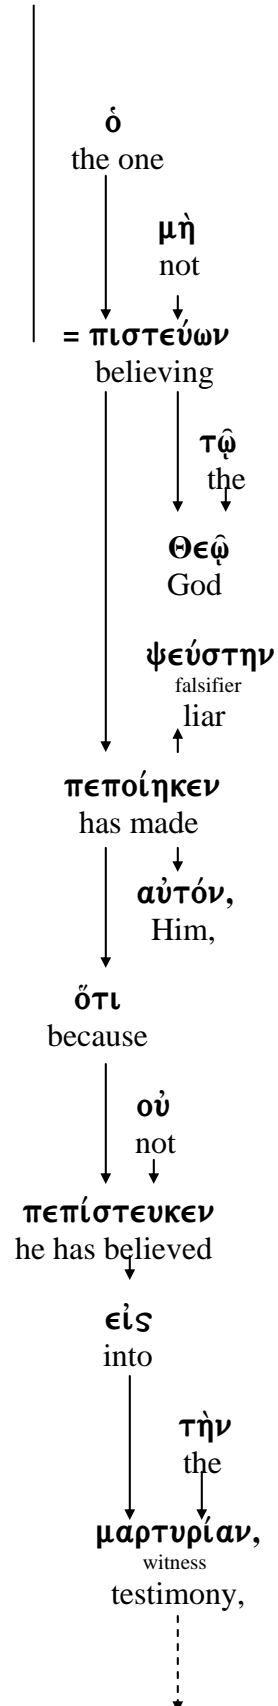 ὁ
the one
μὴ
not
= πιστεύων
believing
τῷ
the
Θεῷ
God
ψεύστην
falsifier
liar
πεποίηκεν
has made
αὐτόν,
Him,
ὅτι
because
οὐ
not
πεπίστευκεν
he has believed
εἰς
into
τὴν
the
μαρτυρίαν,
witness
testimony,